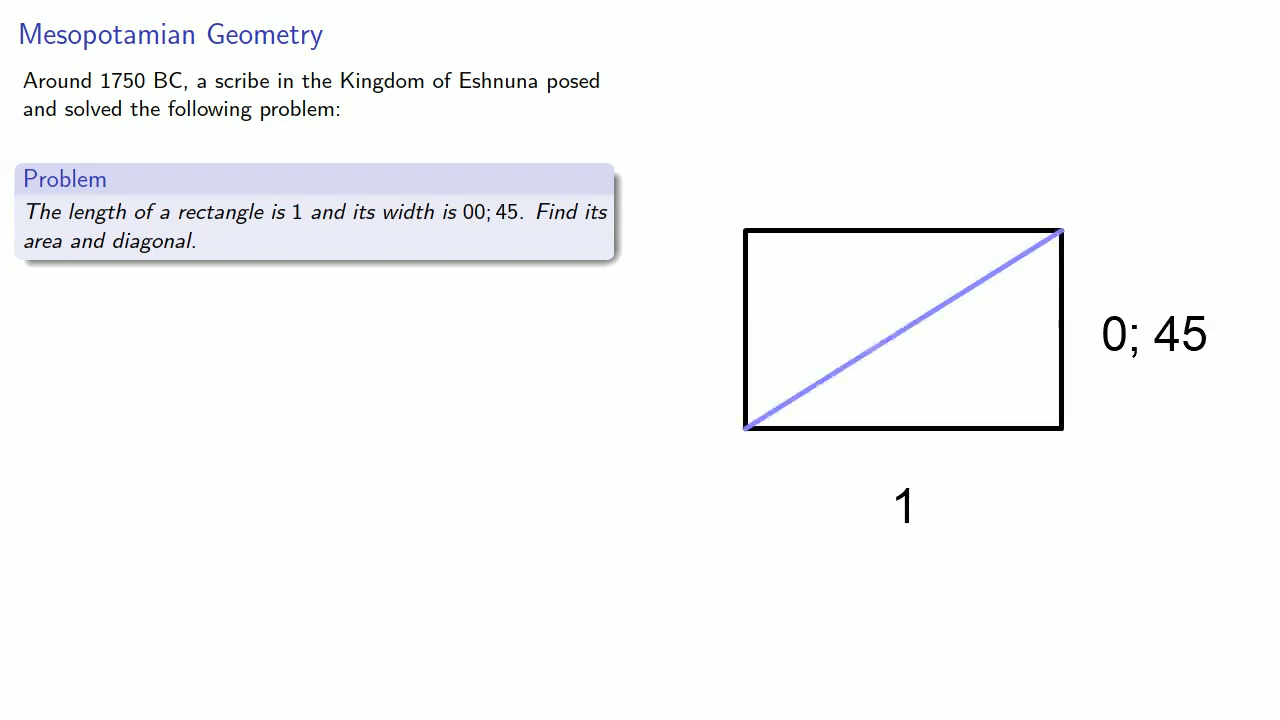 Mesopotamian Geometry
Around 1750 BC, a scribe in the Kingdom of Eshnuna posed
and solved the following problem:
Problem
The length of a rectangle is 1 and its width is 00; 45. Find its
area and diagonal.
0; 45
1